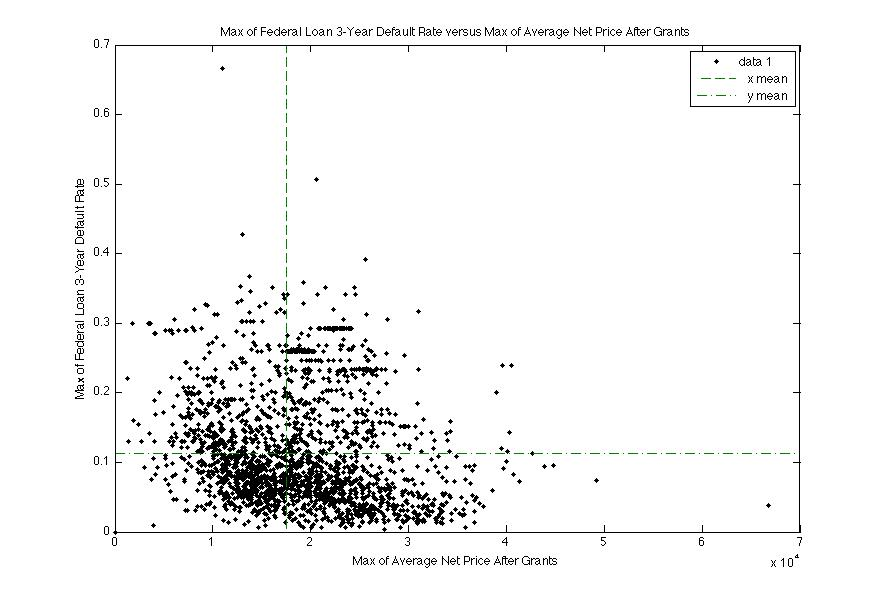 Max of Federal Loan 3-Year Default Rate versus Max of Average Net Price After Grants
0.7
0.6
0.5
0.4
0.3
0.2
0.1
0
Max of Federal Loan 3-Year Default Rate
data 1
x mean
y mean
0 1 2 3 4 5 6 7
x 10^4
Max of Average Net Price After Grants